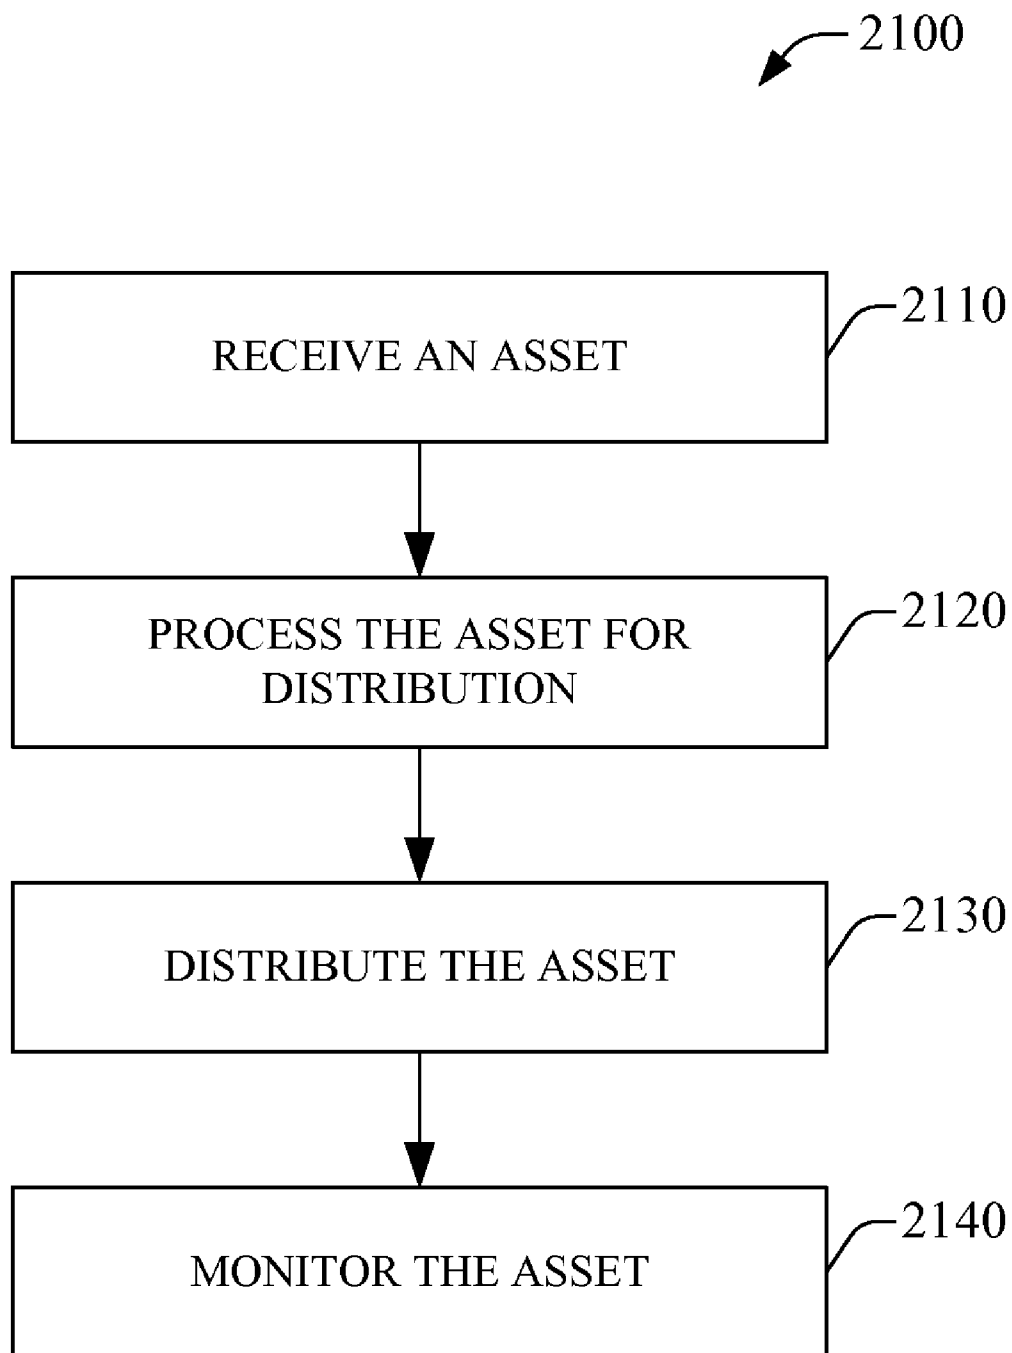 2100
RECEIVE AN ASSET
2110
PROCESS THE ASSET FOR
DISTRIBUTION
2120
DISTRIBUTE THE ASSET
2130
MONITOR THE ASSET
2140